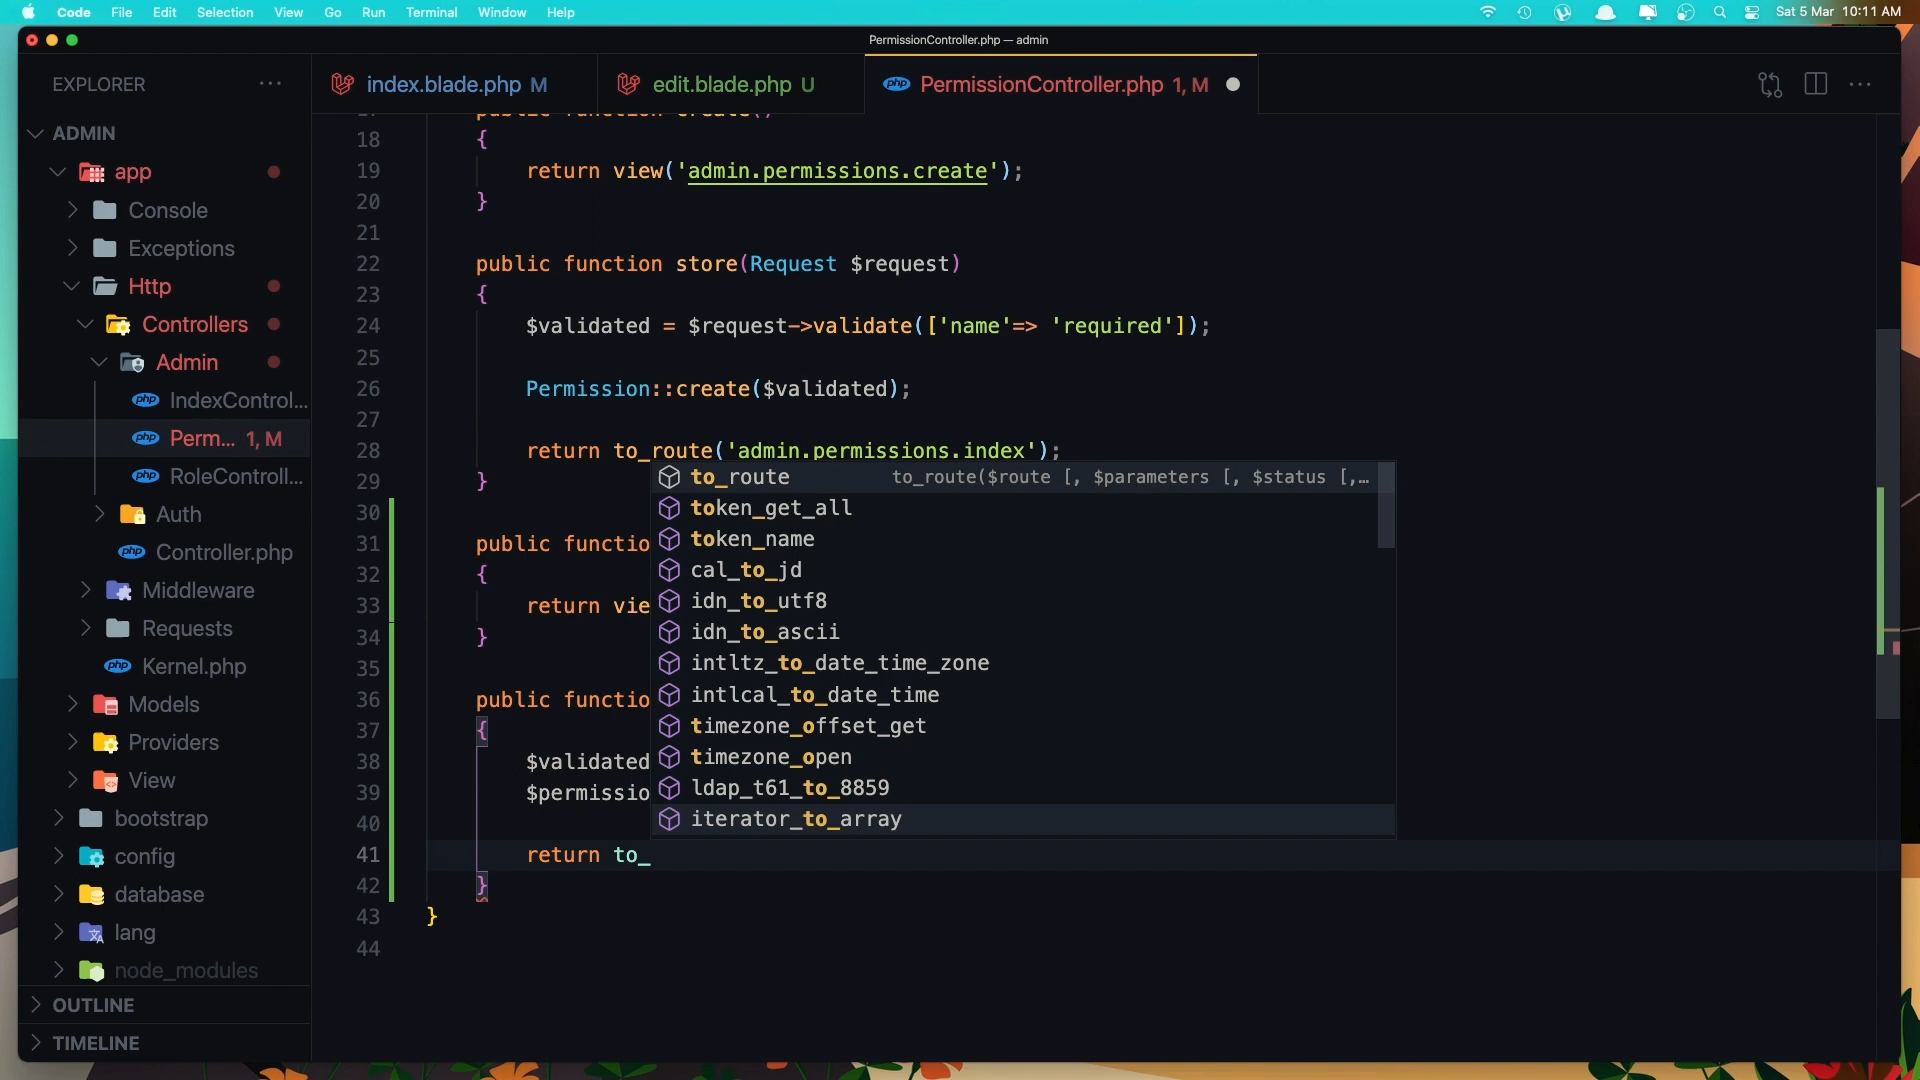 Code File Edit Selection View Go Run Terminal Window Help Sat 5 Mar 10:11 AM
PermissionController.php — admin
EXPLORER
index.blade.php M
edit.blade.php U
PermissionController.php 1, M
ADMIN
app
Console
Exceptions
Http
Controllers
Admin
IndexControl...
Perm... 1, M
RoleControll...
Auth
Controller.php
Middleware
Requests
Kernel.php
Models
Providers
View
bootstrap
config
database
lang
node_modules
OUTLINE
TIMELINE
17 public function create()
18 {
19 return view('admin.permissions.create');
20 }
21
22 public function store(Request $request)
23 {
24 $validated = $request->validate(['name'=> 'required']);
25
26 Permission::create($validated);
27
28 return to_route('admin.permissions.index');
29 }
30
31 public functio
32 {
33 return vie
34 }
35
36 public functio
37 {
38 $validated
39 $permissio
40
41 return to_
42 }
43 }
44
to_route to_route($route [, $parameters [, $status [,…
token_get_all
token_name
cal_to_jd
idn_to_utf8
idn_to_ascii
intltz_to_date_time_zone
intlcal_to_date_time
timezone_offset_get
timezone_open
ldap_t61_to_8859
iterator_to_array